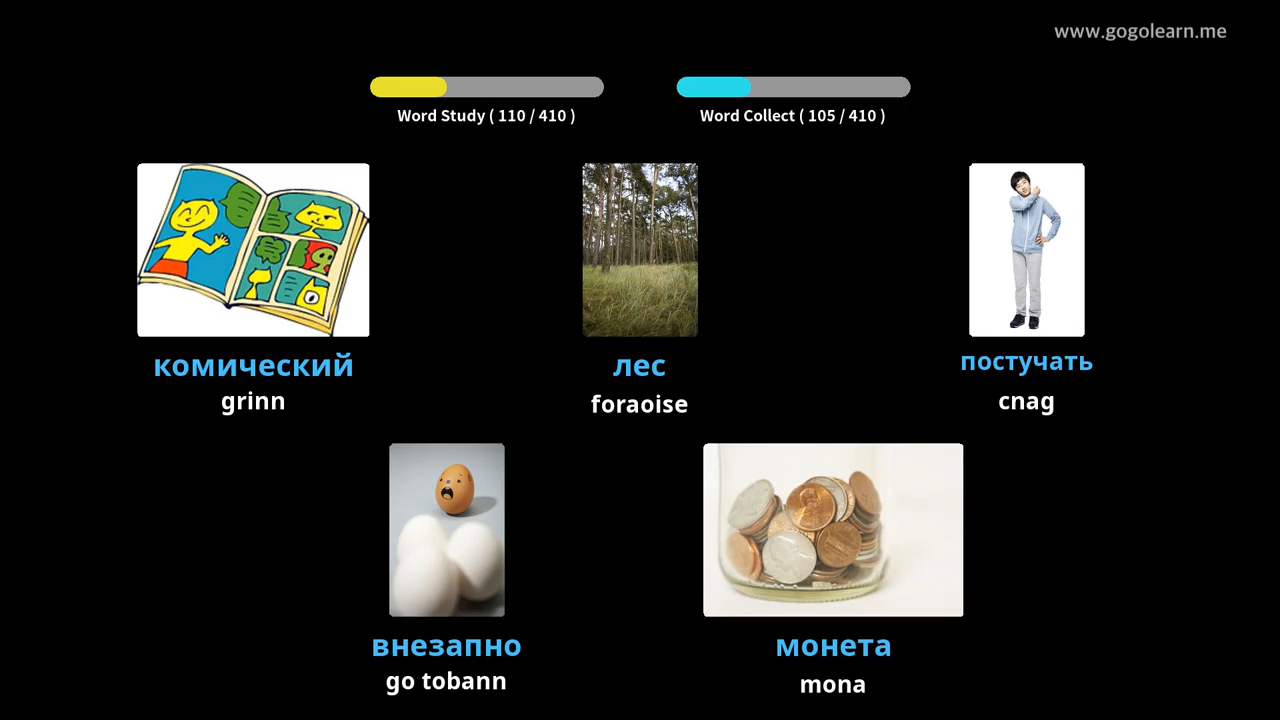 www.gogolearn.me
Word Study ( 110 / 410 )
Word Collect ( 105 / 410 )
комический
grinn
лес
foraoise
постучать
cnag
внезапно
go tobann
монета
mona